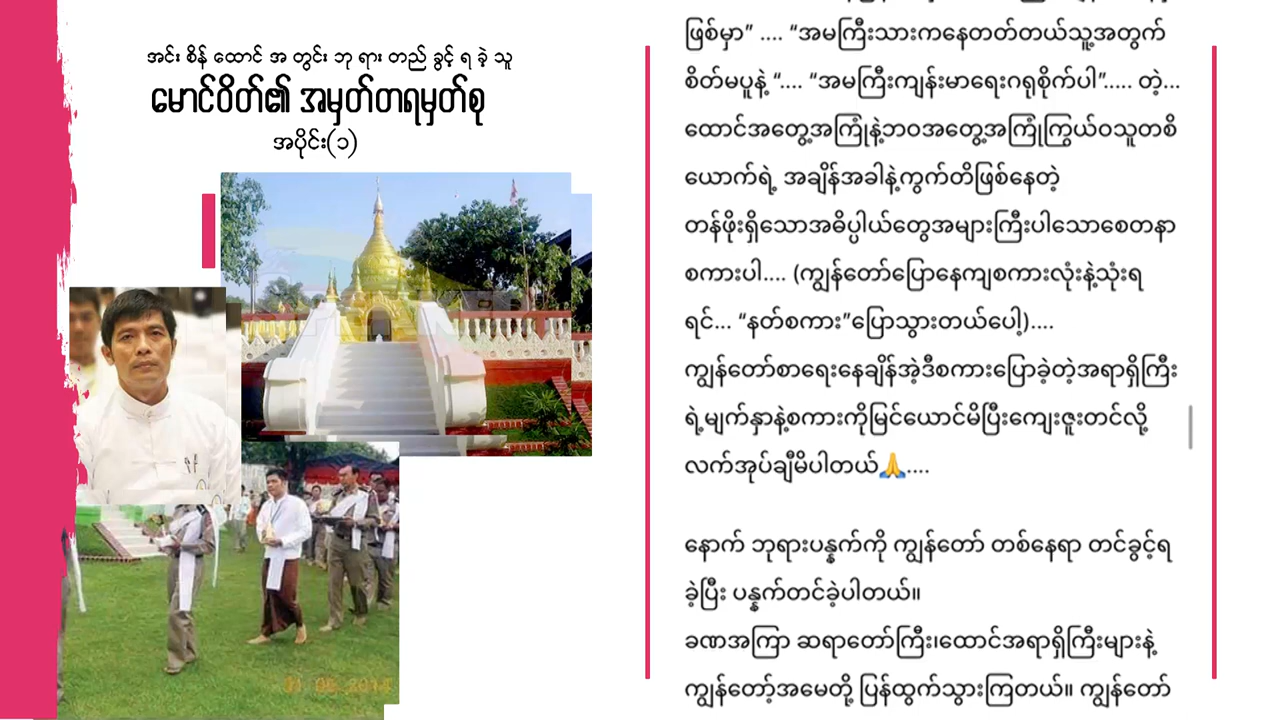 အင်း စိန် ထောင် အ တွင်း ဘု ရား တည် ခွင့် ရ ခဲ့ သူ
မောင်ဝိတ်၏ အမှတ်တရမှတ်စု
အပိုင်း(၁)
31 05 2014
ဖြစ်မှာ” .... “အမကြီးသားကနေတတ်တယ်သူ့အတွက်
စိတ်မပူနဲ့ “.... “အမကြီးကျန်းမာရေးဂရုစိုက်ပါ”..... တဲ့...
ထောင်အတွေ့အကြုံနဲ့ဘဝအတွေ့အကြုံကြွယ်ဝသူတစိ
ယောက်ရဲ့ အချိန်အခါနဲ့ကွက်တိဖြစ်နေတဲ့
တန်ဖိုးရှိသောအဓိပ္ပါယ်တွေအများကြီးပါသောစေတနာ
စကားပါ.... (ကျွန်တော်ပြောနေကျစကားလုံးနဲ့သုံးရ
ရင်... “နတ်စကား”ပြောသွားတယ်ပေါ့)....
ကျွန်တော်စာရေးနေချိန်အဲ့ဒီစကားပြောခဲ့တဲ့အရာရှိကြီး
ရဲ့မျက်နှာနဲ့စကားကိုမြင်ယောင်မိပြီးကျေးဇူးတင်လို့
လက်အုပ်ချီမိပါတယ်🙏....
နောက် ဘုရားပန္နက်ကို ကျွန်တော် တစ်နေရာ တင်ခွင့်ရ
ခဲ့ပြီး ပန္နက်တင်ခဲ့ပါတယ်။
ခဏအကြာ ဆရာတော်ကြီး၊ထောင်အရာရှိကြီးများနဲ့
ကျွန်တော့်အမေတို့ ပြန်ထွက်သွားကြတယ်။ ကျွန်တော်